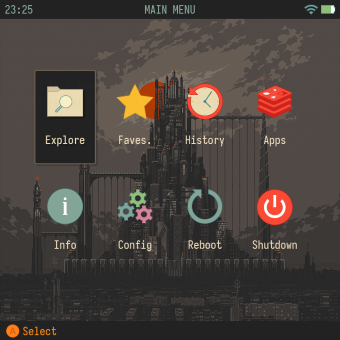 23:25 MAIN MENU
Explore Faves. History Apps
i
Info Config Reboot Shutdown
A Select